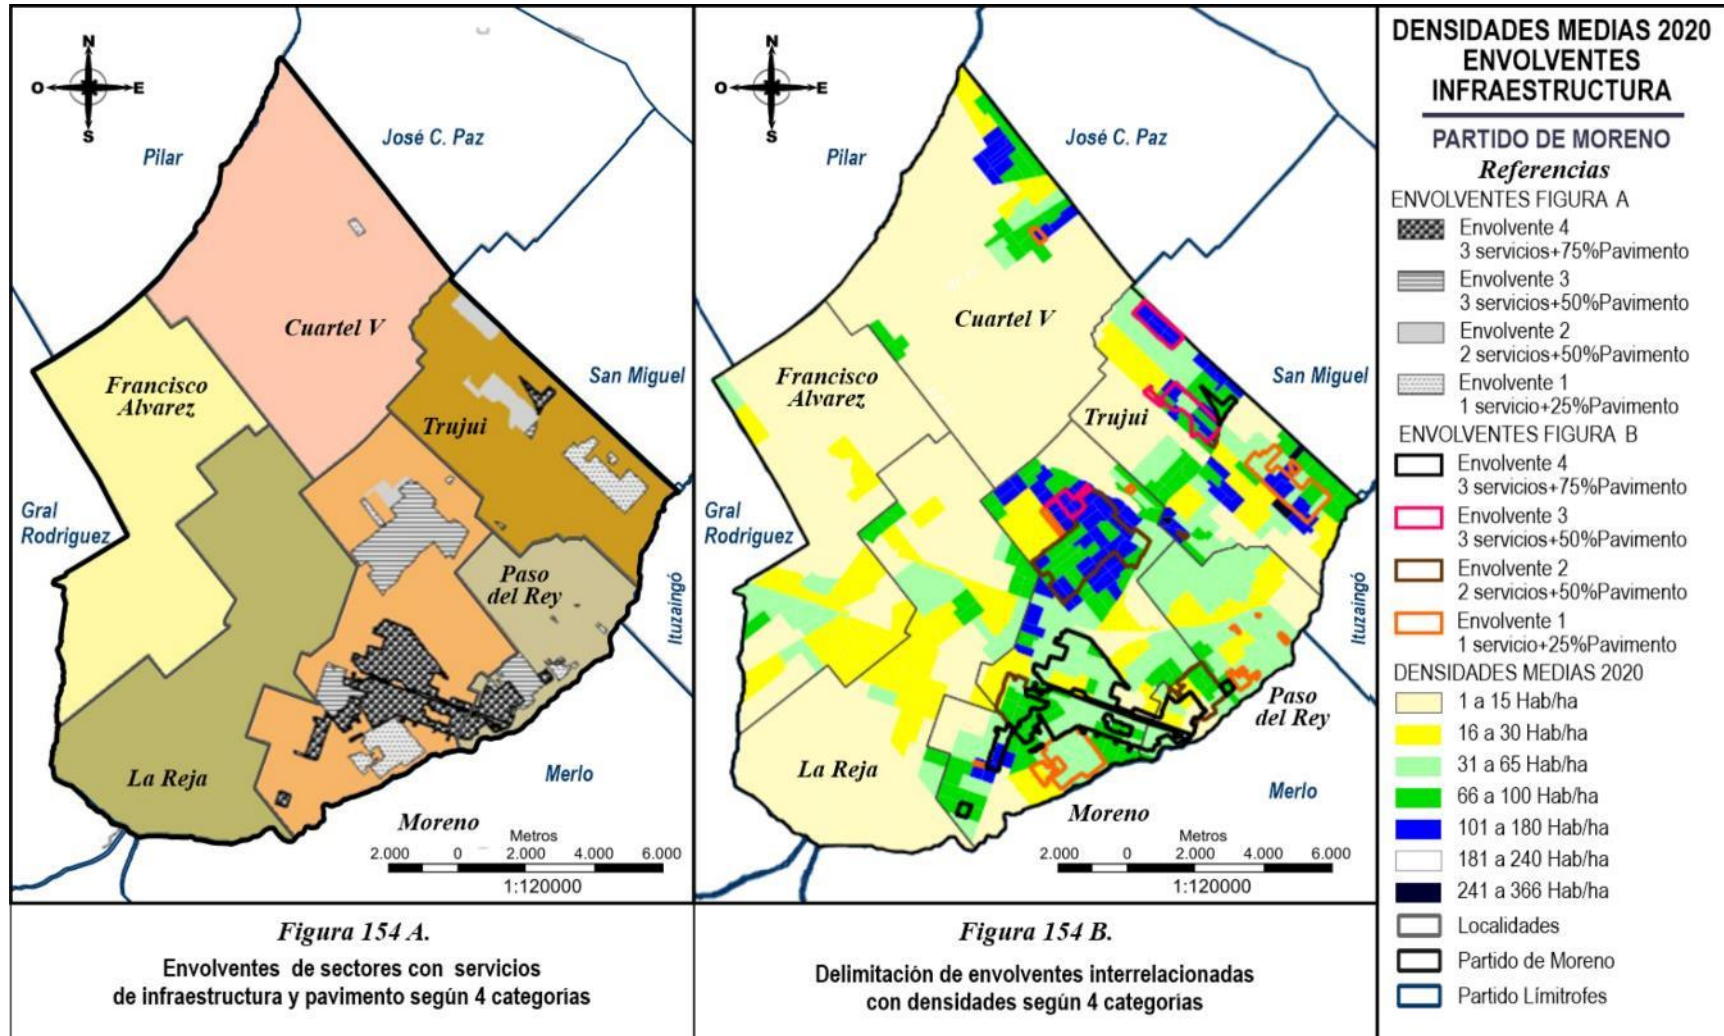 N
O
E
S
Pilar
José C. Paz
Cuartel V
San Miguel
Francisco
Alvarez
Trujui
Gral
Rodriguez
Paso
del Rey
Ituzaingó
La Reja
Merlo
Moreno
Metros
2.000 0 2.000 4.000 6.000
1:120000
Figura 154 A.
Envolventes de sectores con servicios
de infraestructura y pavimento según 4 categorías
N
O
E
S
Pilar
José C. Paz
Cuartel V
San Miguel
Francisco
Alvarez
Trujui
Gral
Rodriguez
Ituzaingó
Paso
del Rey
La Reja
Merlo
Moreno
Metros
2.000 0 2.000 4.000 6.000
1:120000
Figura 154 B.
Delimitación de envolventes interrelacionadas
con densidades según 4 categorías
DENSIDADES MEDIAS 2020
ENVOLVENTES
INFRAESTRUCTURA
PARTIDO DE MORENO
Referencias
ENVOLVENTES FIGURA A
Envolvente 4
3 servicios+75%Pavimento
Envolvente 3
3 servicios+50%Pavimento
Envolvente 2
2 servicios+50%Pavimento
Envolvente 1
1 servicio+25%Pavimento
ENVOLVENTES FIGURA B
Envolvente 4
3 servicios+75%Pavimento
Envolvente 3
3 servicios+50%Pavimento
Envolvente 2
2 servicios+50%Pavimento
Envolvente 1
1 servicio+25%Pavimento
DENSIDADES MEDIAS 2020
1 a 15 Hab/ha
16 a 30 Hab/ha
31 a 65 Hab/ha
66 a 100 Hab/ha
101 a 180 Hab/ha
181 a 240 Hab/ha
241 a 366 Hab/ha
Localidades
Partido de Moreno
Partido Límitrofes